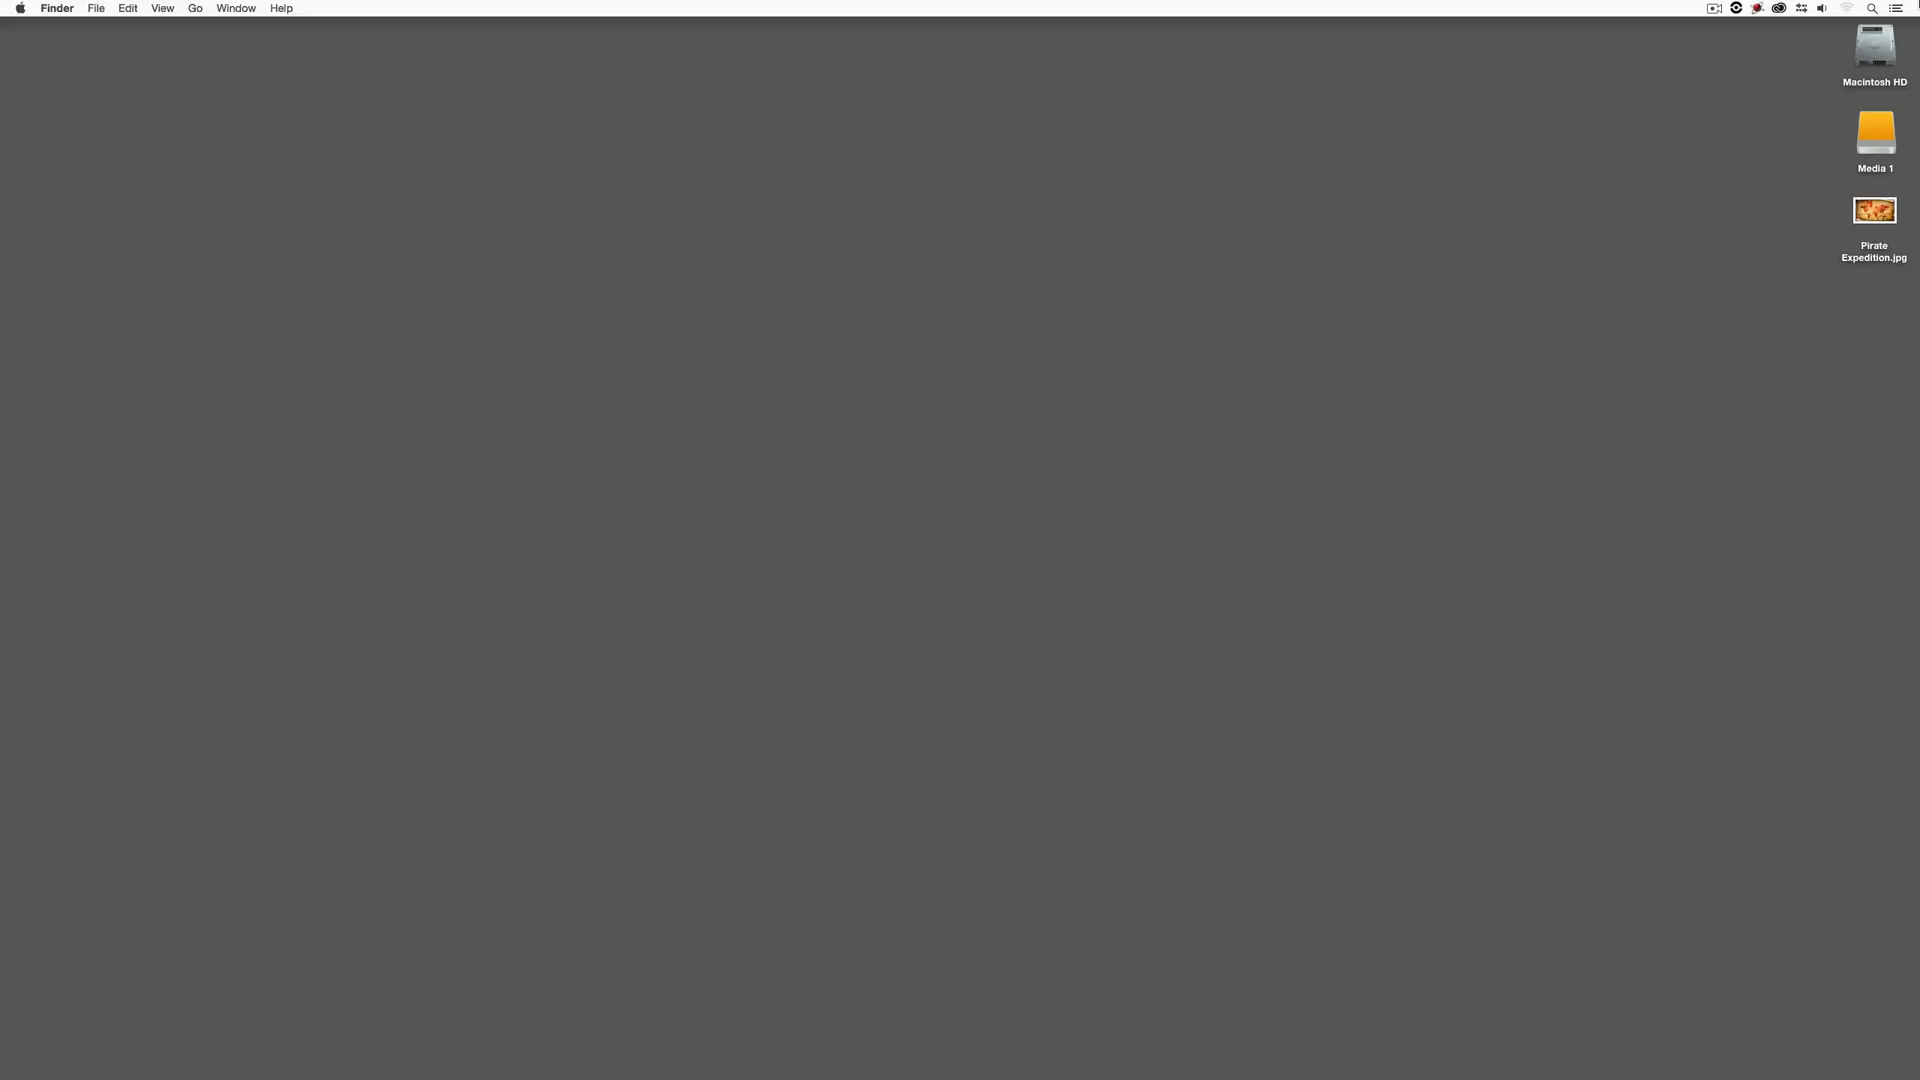 Finder File Edit View Go Window Help
Macintosh HD
Media 1
Pirate
Expedition.jpg